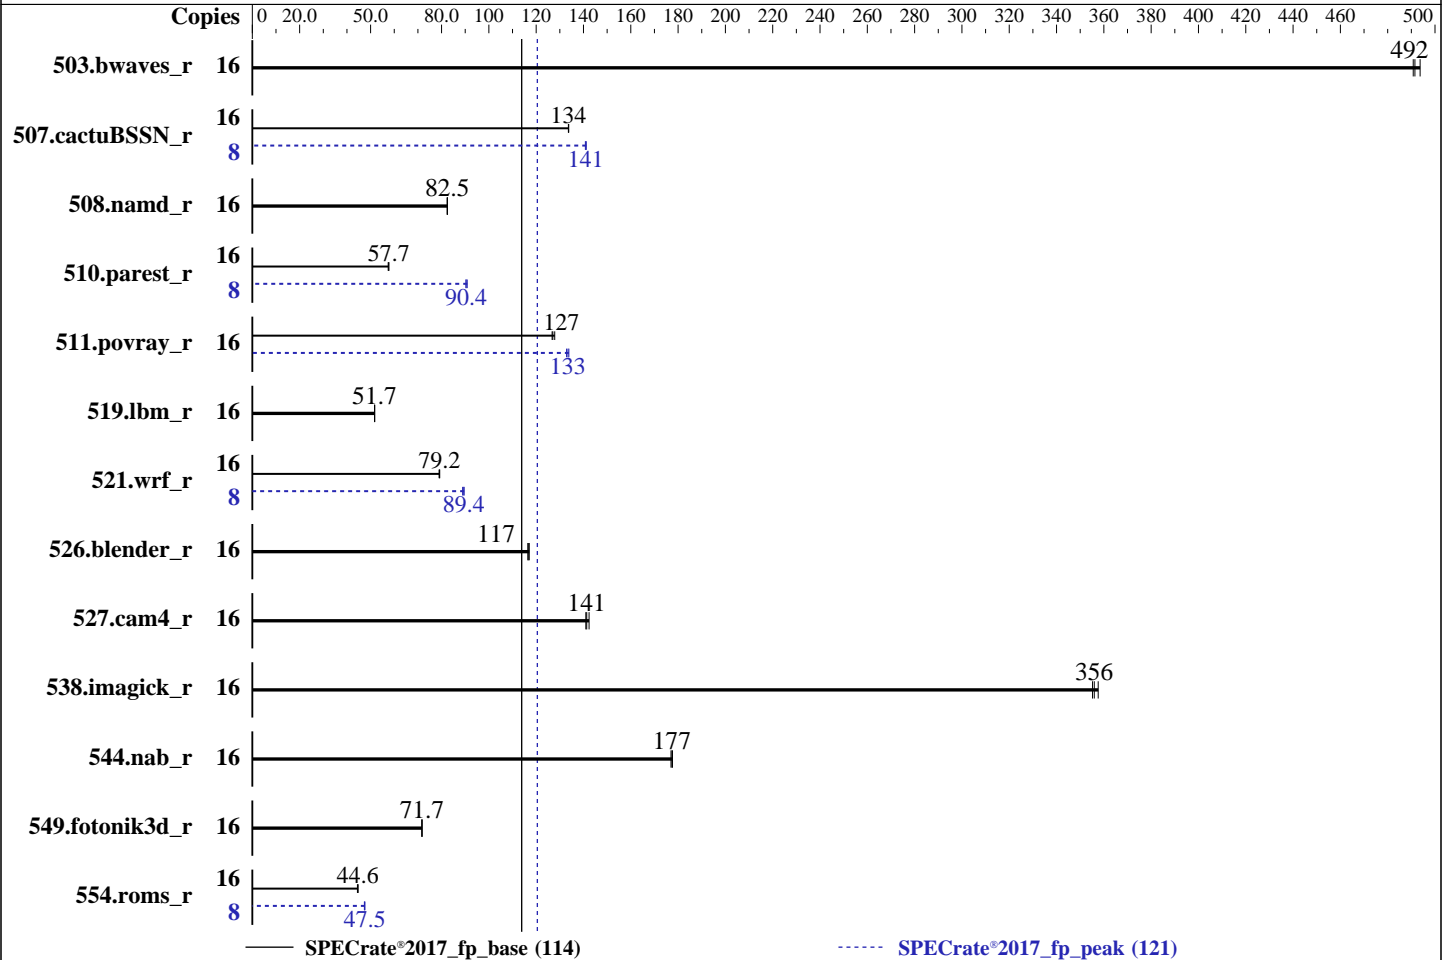 Copies 0 20.0 50.0 80.0 100 120 140 160 180 200 220 240 260 280 300 320 340 360 380 400 420 440 460 500
503.bwaves_r 16 492
507.cactuBSSN_r 16 134
8 141
508.namd_r 16 82.5
510.parest_r 16 57.7
8 90.4
511.povray_r 16 127
133
519.lbm_r 16 51.7
521.wrf_r 16 79.2
8 89.4
526.blender_r 16 117
527.cam4_r 16 141
538.imagick_r 16 356
544.nab_r 16 177
549.fotonik3d_r 16 71.7
554.roms_r 16 44.6
8 47.5
SPECrate®2017_fp_base (114) SPECrate®2017_fp_peak (121)